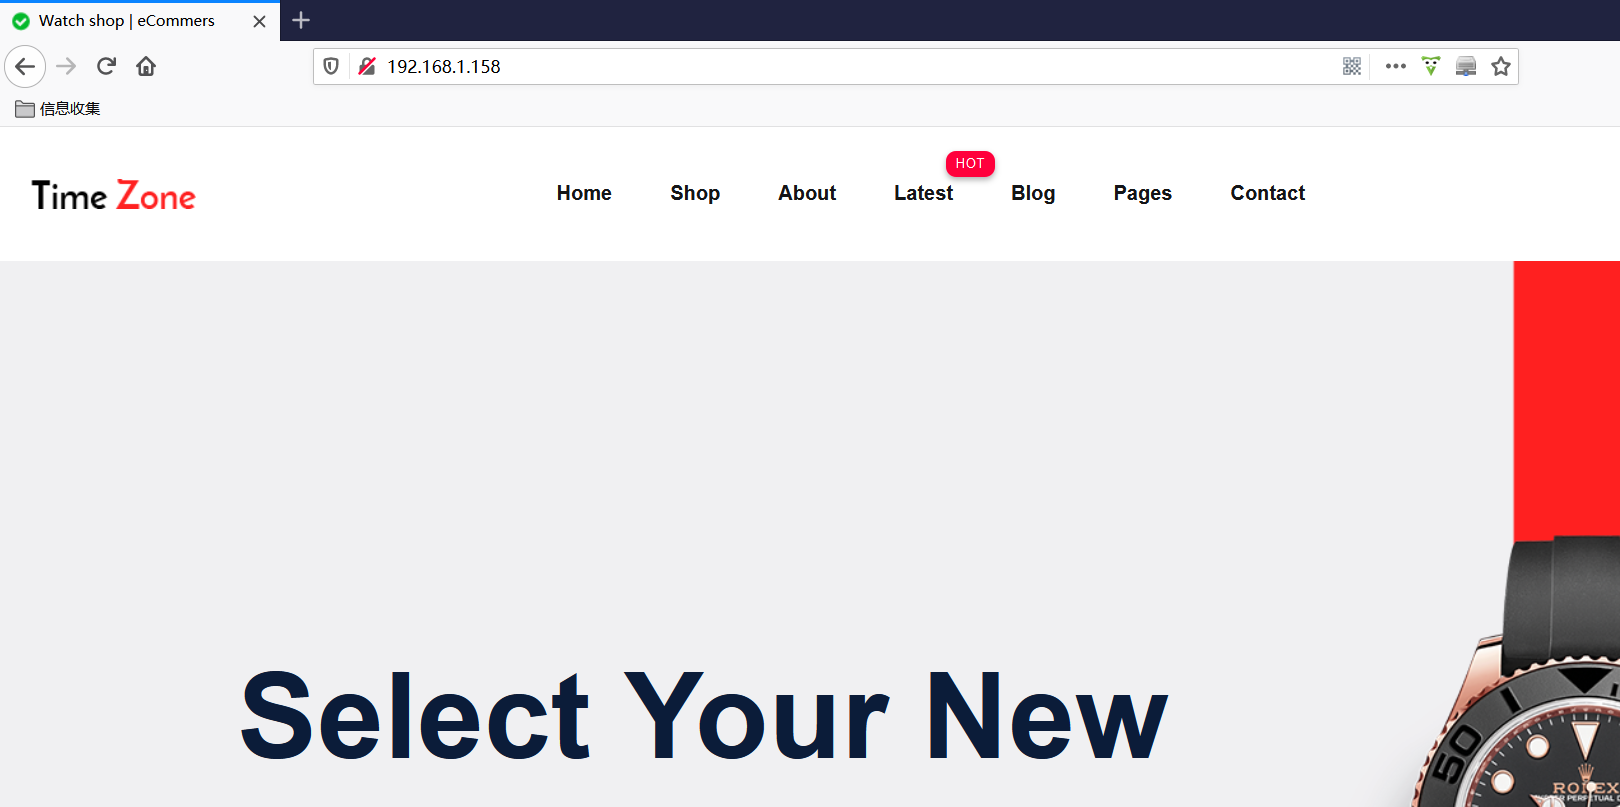 Watch shop | eCommers
192.168.1.158
信息收集
HOT
Time Zone
Home Shop About Latest Blog Pages Contact
Select Your New
50
ROLEX